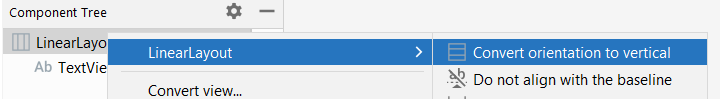 Component Tree
LinearLayo
LinearLayout
Convert orientation to vertical
Ab TextVie
Do not align with the baseline
Convert view...